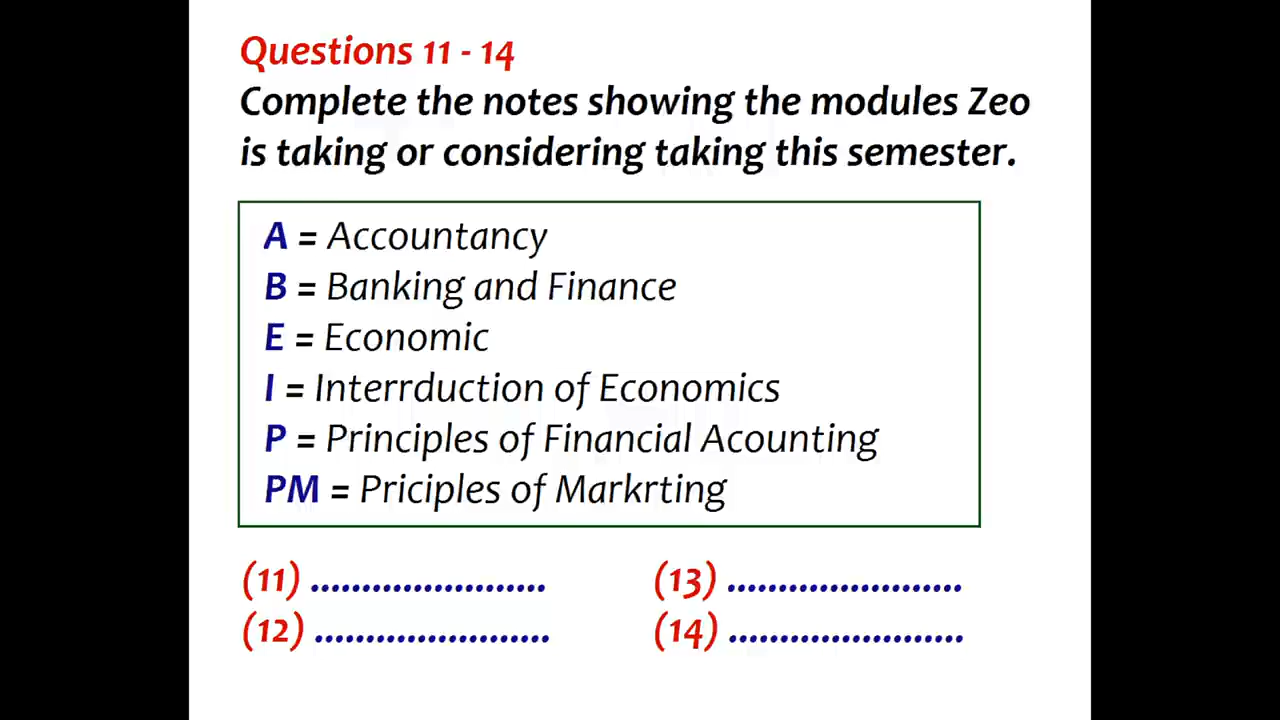 Questions 11 - 14
Complete the notes showing the modules Zeo
is taking or considering taking this semester.
A = Accountancy
B = Banking and Finance
E = Economic
I = Interrduction of Economics
P = Principles of Financial Acounting
PM = Priciples of Markrting
(11) ....................... (13) .......................
(12) ....................... (14) .......................